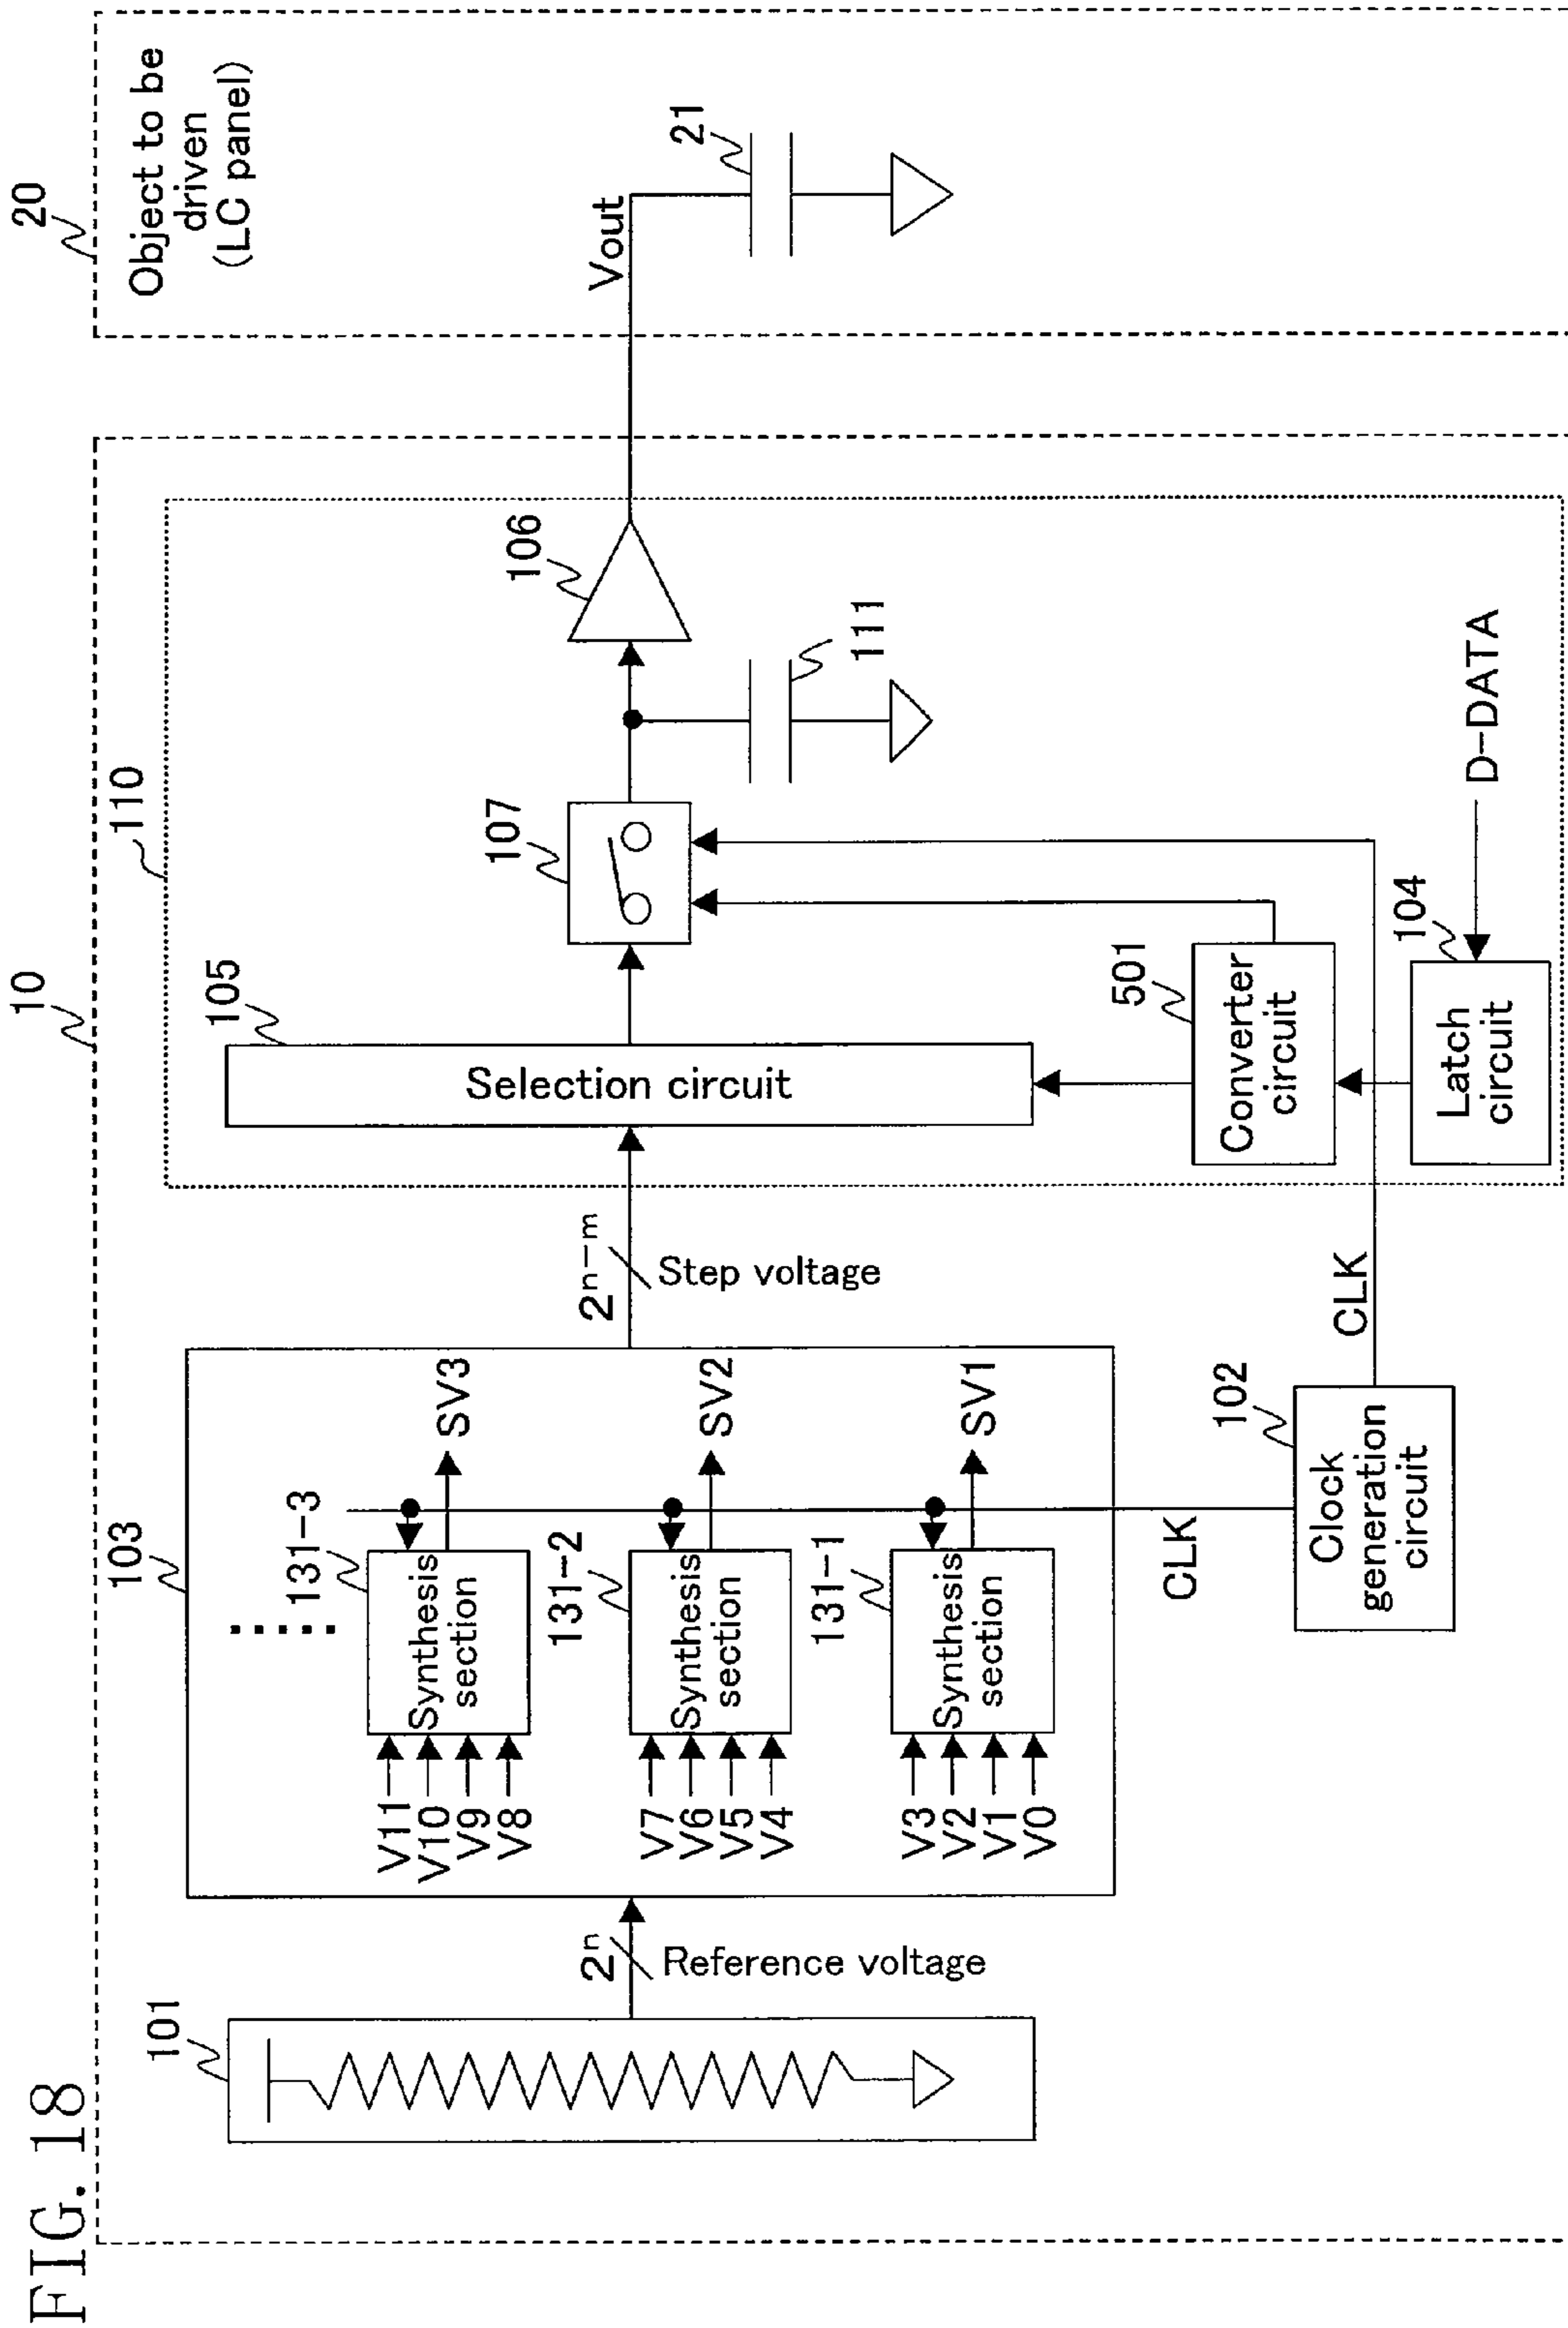 FIG. 18
10
20
Object to be
driven
(LC panel)
110
101
2ⁿ
Reference voltage
103
131-3
V11
V10
V9
V8
Synthesis
section
SV3
131-2
V7
V6
V5
V4
Synthesis
section
SV2
131-1
V3
V2
V1
V0
Synthesis
section
SV1
2ⁿ⁻ᵐ
Step voltage
105
Selection circuit
107
106
111
Vout
21
CLK
102
Clock
generation
circuit
CLK
501
Converter
circuit
104
Latch
circuit
D-DATA